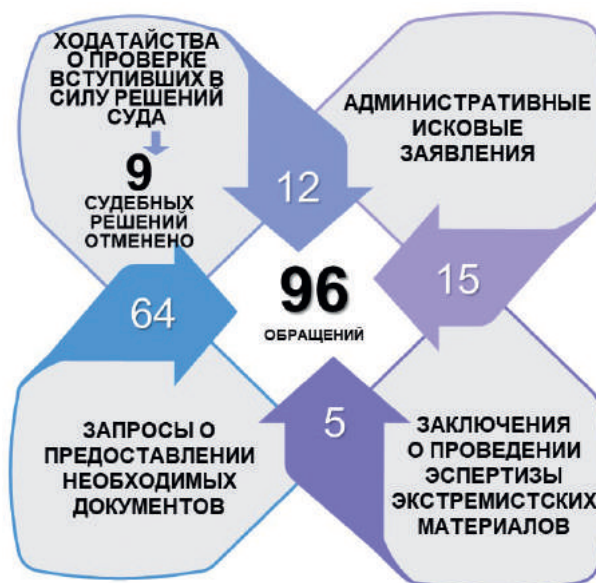 ХОДАТАЙСТВА
О ПРОВЕРКЕ
ВСТУПИВШИХ В
СИЛУ РЕШЕНИЙ
СУДА
9
СУДЕБНЫХ
РЕШЕНИЙ
ОТМЕНЕНО
12
АДМИНИСТРАТИВНЫЕ
ИСКОВЫЕ
ЗАЯВЛЕНИЯ
15
96
ОБРАЩЕНИЙ
64
ЗАПРОСЫ О
ПРЕДОСТАВЛЕНИИ
НЕОБХОДИМЫХ
ДОКУМЕНТОВ
5
ЗАКЛЮЧЕНИЯ
О ПРОВЕДЕНИИ
ЭСПЕРТИЗЫ
ЭКСТРЕМИСТСКИХ
МАТЕРИАЛОВ